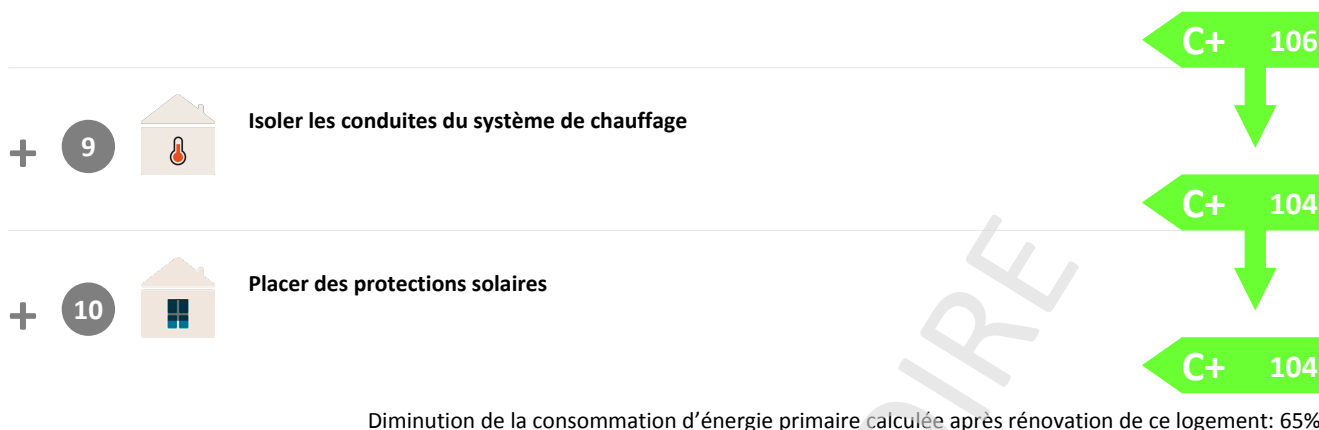 C+ 106
+ 9 Isoler les conduites du système de chauffage
C+ 104
+ 10 Placer des protections solaires
C+ 104
Diminution de la consommation d'énergie primaire calculée après rénovation de ce logement: 65%